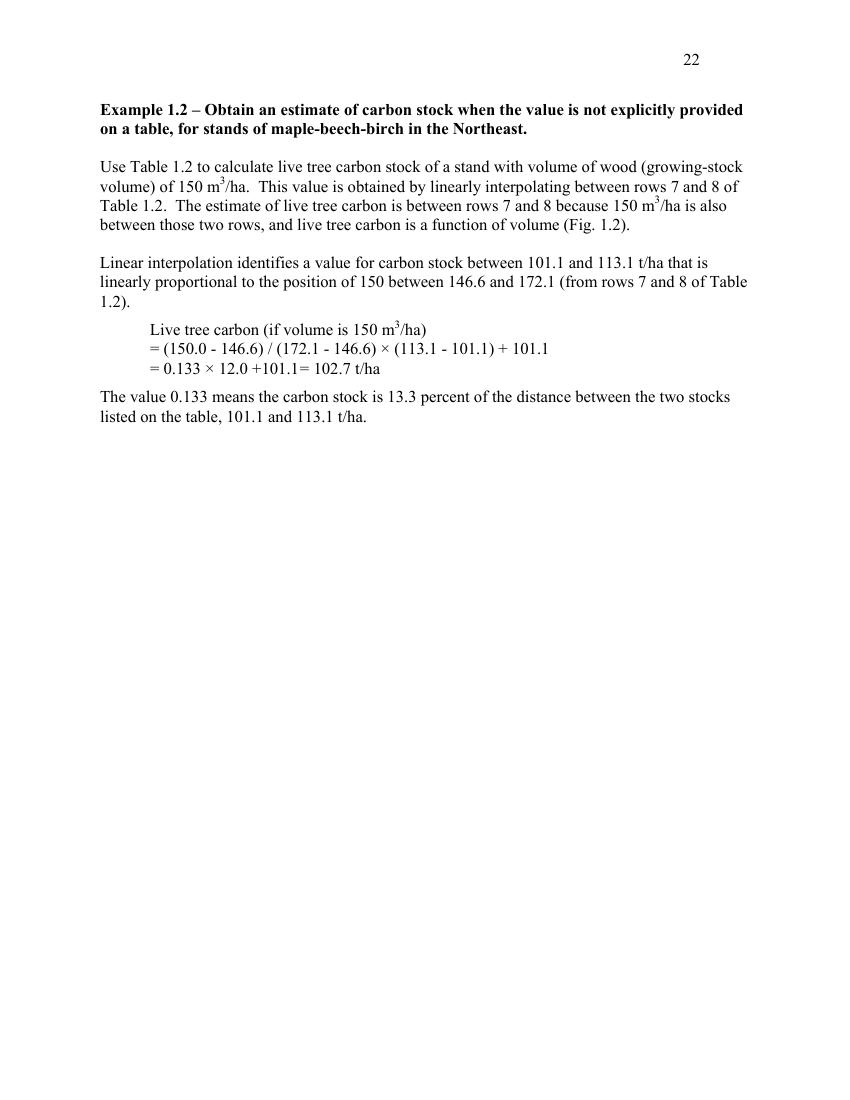 22
Example 1.2 – Obtain an estimate of carbon stock when the value is not explicitly provided
on a table, for stands of maple-beech-birch in the Northeast.
Use Table 1.2 to calculate live tree carbon stock of a stand with volume of wood (growing-stock
volume) of 150 m³/ha.  This value is obtained by linearly interpolating between rows 7 and 8 of
Table 1.2.  The estimate of live tree carbon is between rows 7 and 8 because 150 m³/ha is also
between those two rows, and live tree carbon is a function of volume (Fig. 1.2).
Linear interpolation identifies a value for carbon stock between 101.1 and 113.1 t/ha that is
linearly proportional to the position of 150 between 146.6 and 172.1 (from rows 7 and 8 of Table
1.2).
Live tree carbon (if volume is 150 m³/ha)
= (150.0 - 146.6) / (172.1 - 146.6) × (113.1 - 101.1) + 101.1
= 0.133 × 12.0 +101.1= 102.7 t/ha
The value 0.133 means the carbon stock is 13.3 percent of the distance between the two stocks
listed on the table, 101.1 and 113.1 t/ha.